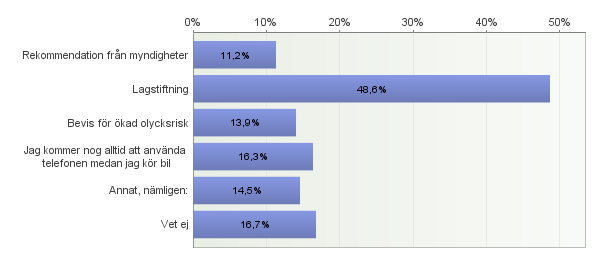 0% 10% 20% 30% 40% 50%
Rekommendation från myndigheter 11,2%
Lagstiftning 48,6%
Bevis för ökad olycksrisk 13,9%
Jag kommer nog alltid att använda
telefonen medan jag kör bil 16,3%
Annat, nämligen: 14,5%
Vet ej 16,7%